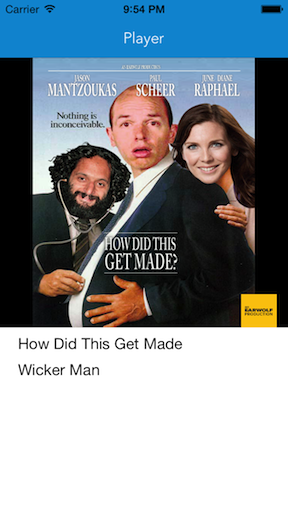 Carrier 9:54 PM
Player
JASON PAUL JUNE DIANE
MANTZOUKAS SCHEER RAPHAEL
Nothing is
inconceivable.
HOW DID THIS
GET MADE?
EARWOLF
PRODUCTION
How Did This Get Made
Wicker Man